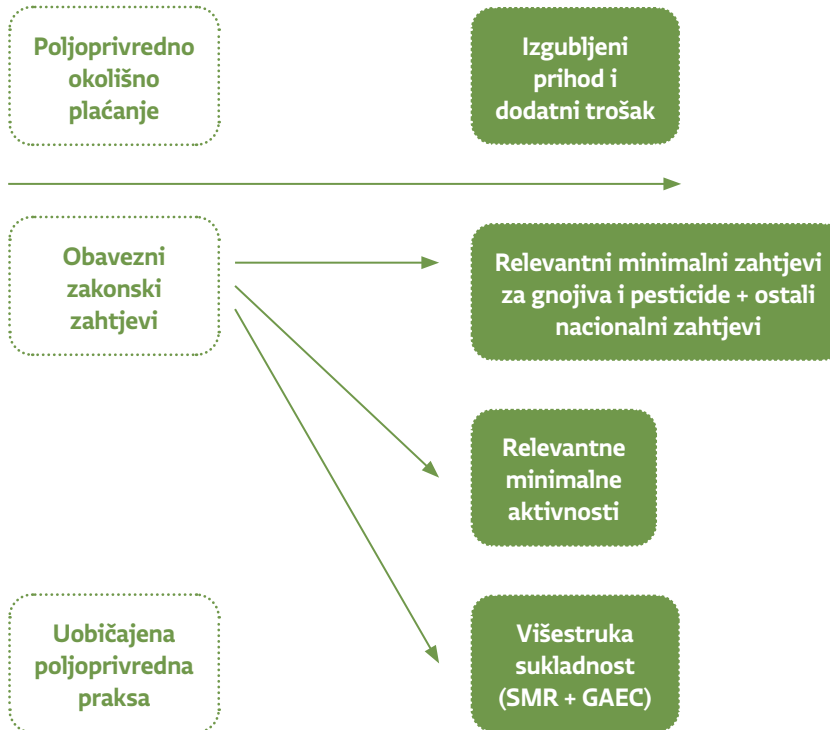 Poljoprivredno
okolišno
plaćanje
Izgubljeni
prihod i
dodatni trošak
Obavezni
zakonski
zahtjevi
Relevantni minimalni zahtjevi
za gnojiva i pesticide + ostali
nacionalni zahtjevi
Relevantne
minimalne
aktivnosti
Uobičajena
poljoprivredna
praksa
Višestruka
sukladnost
(SMR + GAEC)